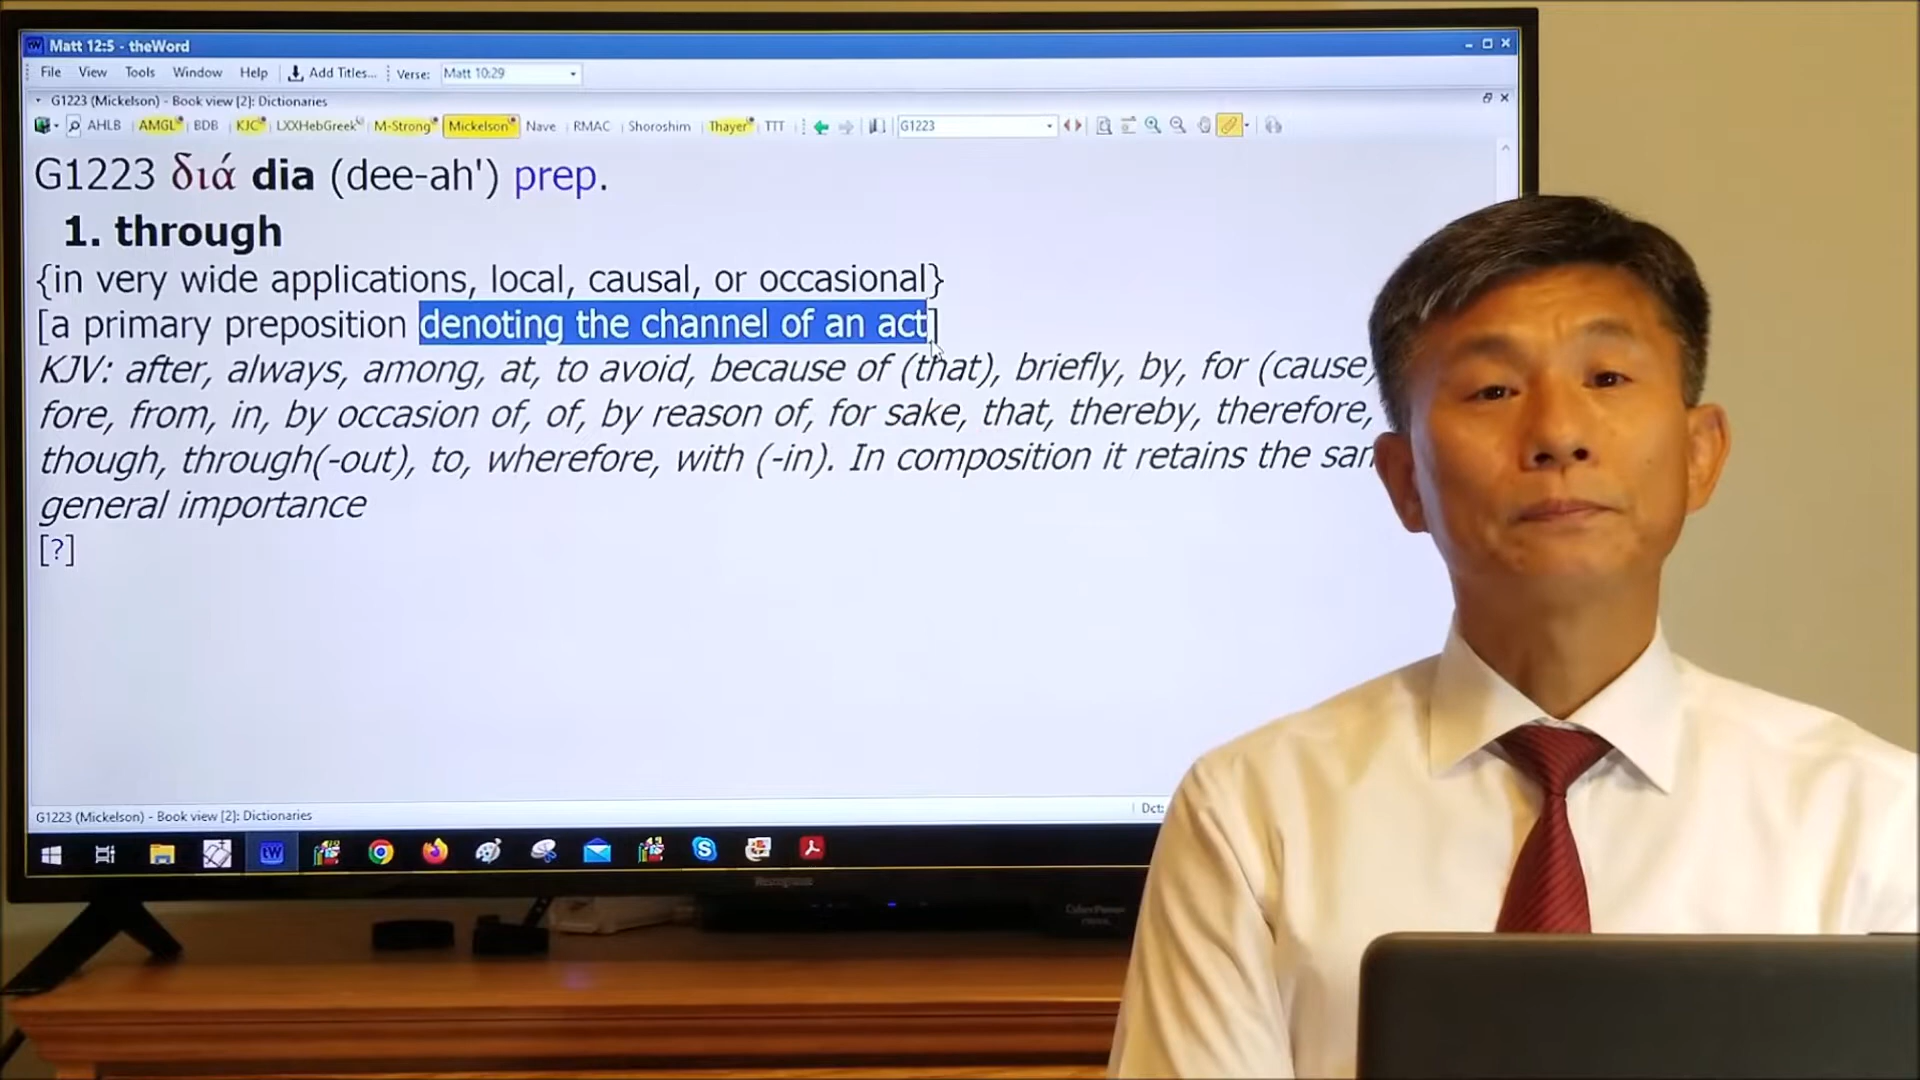 Matt 12:5 - theWord
File View Tools Window Help Add Titles... Verse: Matt 10:29
G1223 (Mickelson) - Book view [2]: Dictionaries
AHLB AMGL BDB KJC LXXHebGreek M-Strong Mickelson Nave RMAC Shoroshim Thayer TTT G1223
G1223 διά dia (dee-ah') prep.
1. through
{in very wide applications, local, causal, or occasional}
[a primary preposition denoting the channel of an act]
KJV: after, always, among, at, to avoid, because of (that), briefly, by, for (cause)
fore, from, in, by occasion of, of, by reason of, for sake, that, thereby, therefore,
though, through(-out), to, wherefore, with (-in). In composition it retains the sam
general importance
[?]
G1223 (Mickelson) - Book view [2]: Dictionaries Dct:
Westinghouse
CyberPower